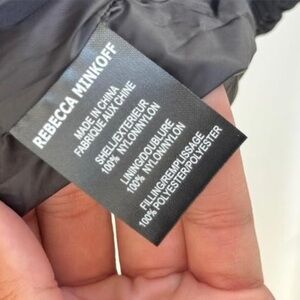 REBECCA MINKOFF
MADE IN CHINA
FABRIQUE AUX CHINE
SHELL/EXTERIEUR
100% NYLON/NYLON
LINING/DOUBLURE
100% NYLON/NYLON
FILLING/REMPLISSAGE
100% POLYESTER/POLYESTER